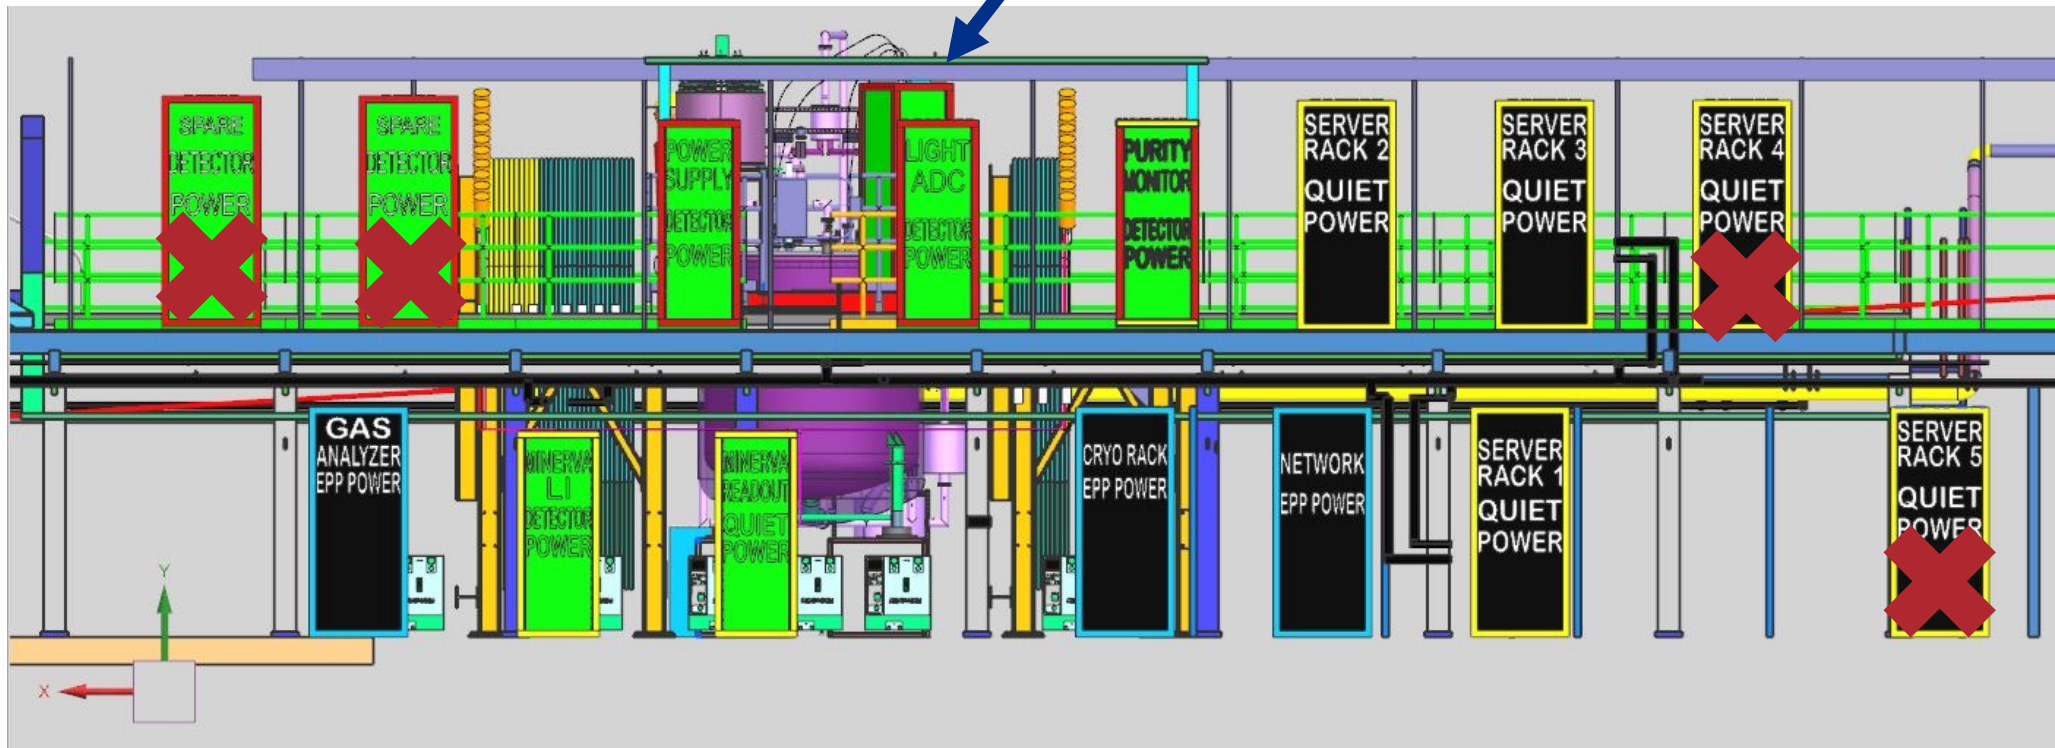 SPARE
DETECTOR
POWER
SPARE
DETECTOR
POWER
POWER
SUPPLY
DETECTOR
POWER
LIGHT
ADC
DETECTOR
POWER
PURITY
MONITOR
DETECTOR
POWER
SERVER
RACK 2
QUIET
POWER
SERVER
RACK 3
QUIET
POWER
SERVER
RACK 4
QUIET
POWER
GAS
ANALYZER
EPP POWER
MINERVA
LI
DETECTOR
POWER
MINERVA
READOUT
QUIET
POWER
CRYO RACK
EPP POWER
NETWORK
EPP POWER
SERVER
RACK 1
QUIET
POWER
SERVER
RACK 5
QUIET
POWER
Y
X